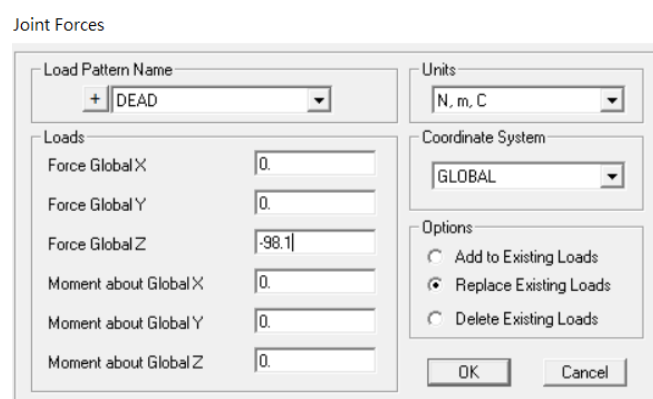 Joint Forces
Load Pattern Name
+ DEAD
Units
N, m, C
Loads
Force Global X 0.
Force Global Y 0.
Force Global Z -98.1
Moment about Global X 0.
Moment about Global Y 0.
Moment about Global Z 0.
Coordinate System
GLOBAL
Options
Add to Existing Loads
Replace Existing Loads
Delete Existing Loads
OK Cancel